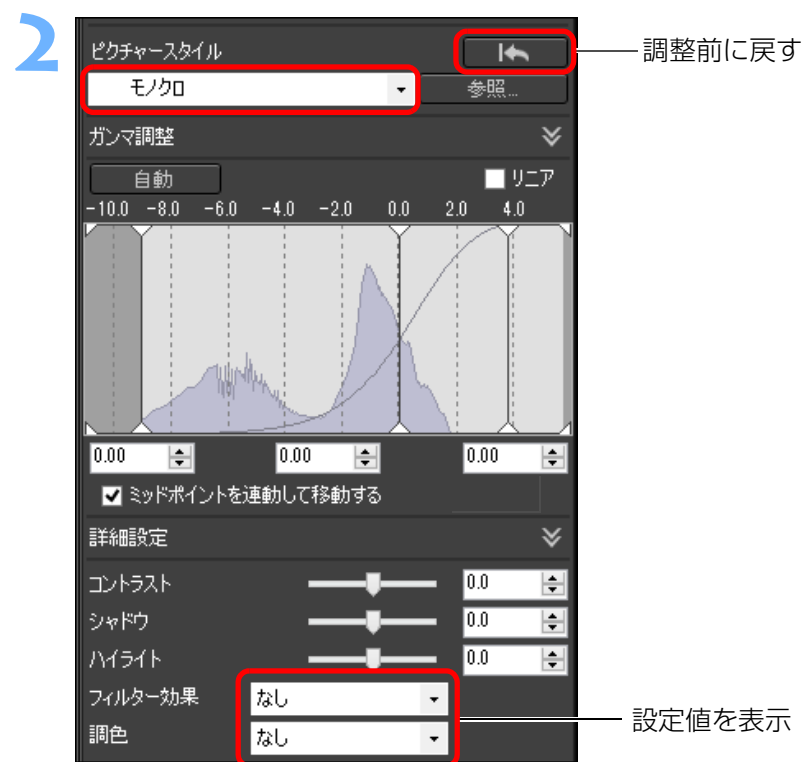 2
ピクチャースタイル
調整前に戻す
モノクロ 参照...
ガンマ調整
自動 リニア
-10.0 -8.0 -6.0 -4.0 -2.0 0.0 2.0 4.0
0.00 0.00 0.00
ミッドポイントを連動して移動する
詳細設定
コントラスト 0.0
シャドウ 0.0
ハイライト 0.0
フィルター効果 なし
設定値を表示
調色 なし